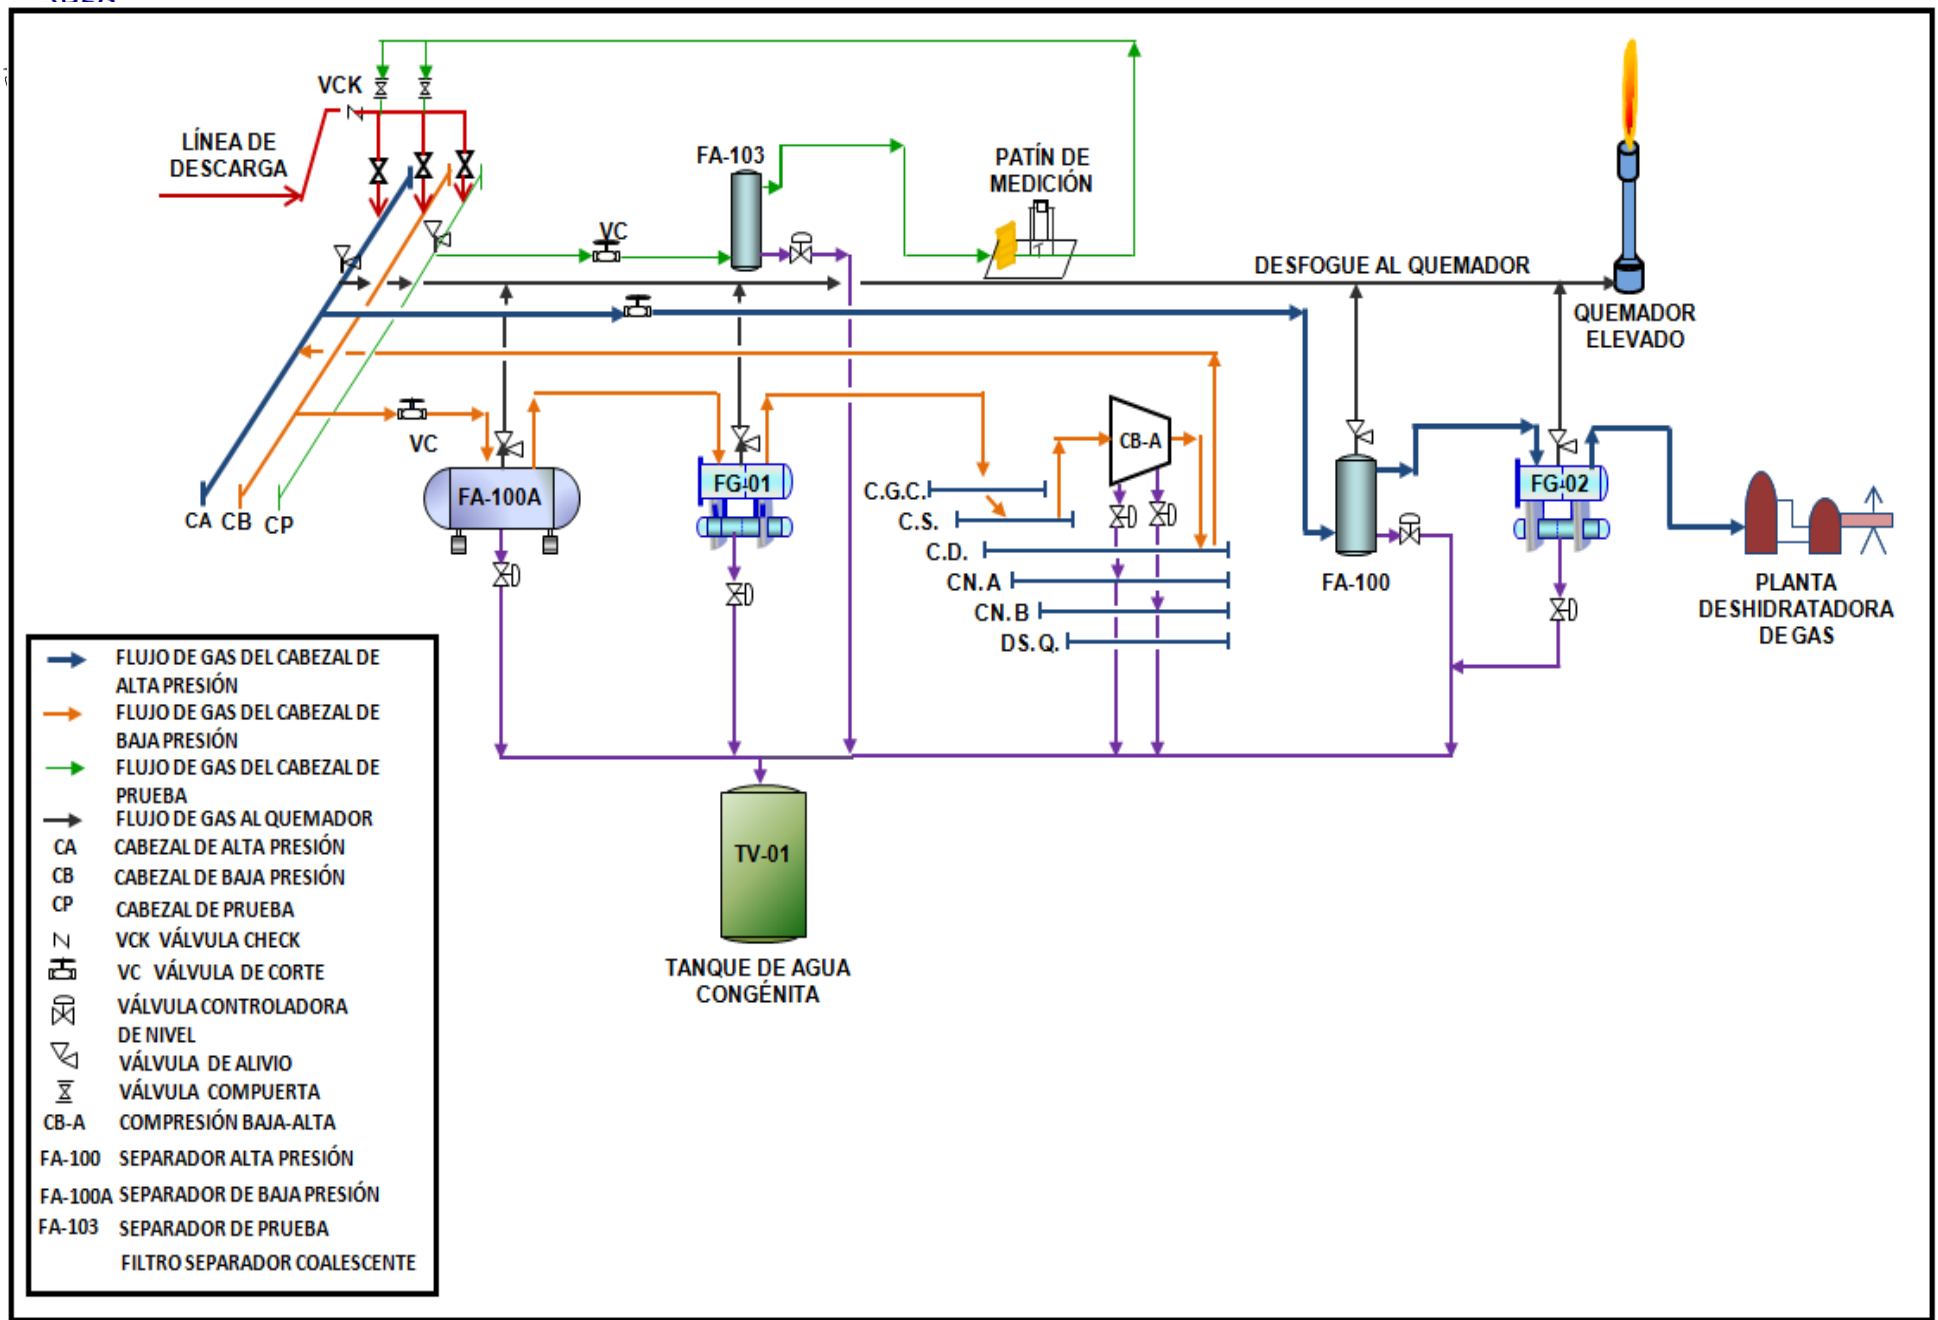 VCK
LÍNEA DE
DESCARGA
FA-103
PATÍN DE
MEDICIÓN
VC
DESFOGUE AL QUEMADOR
QUEMADOR
ELEVADO
VC
CA
CB
CP
FA-100A
FG-01
C.G.C.
C.S.
C.D.
CN. A
CN. B
DS. Q.
CB-A
FA-100
FG-02
PLANTA
DESHIDRATADORA
DE GAS
TV-01
TANQUE DE AGUA
CONGÉNITA
FLUJO DE GAS DEL CABEZAL DE
ALTA PRESIÓN
FLUJO DE GAS DEL CABEZAL DE
BAJA PRESIÓN
FLUJO DE GAS DEL CABEZAL DE
PRUEBA
FLUJO DE GAS AL QUEMADOR
CA CABEZAL DE ALTA PRESIÓN
CB CABEZAL DE BAJA PRESIÓN
CP CABEZAL DE PRUEBA
VCK VÁLVULA CHECK
VC VÁLVULA DE CORTE
VÁLVULA CONTROLADORA
DE NIVEL
VÁLVULA DE ALIVIO
VÁLVULA COMPUERTA
CB-A COMPRESIÓN BAJA-ALTA
FA-100 SEPARADOR ALTA PRESIÓN
FA-100A SEPARADOR DE BAJA PRESIÓN
FA-103 SEPARADOR DE PRUEBA
FILTRO SEPARADOR COALESCENTE